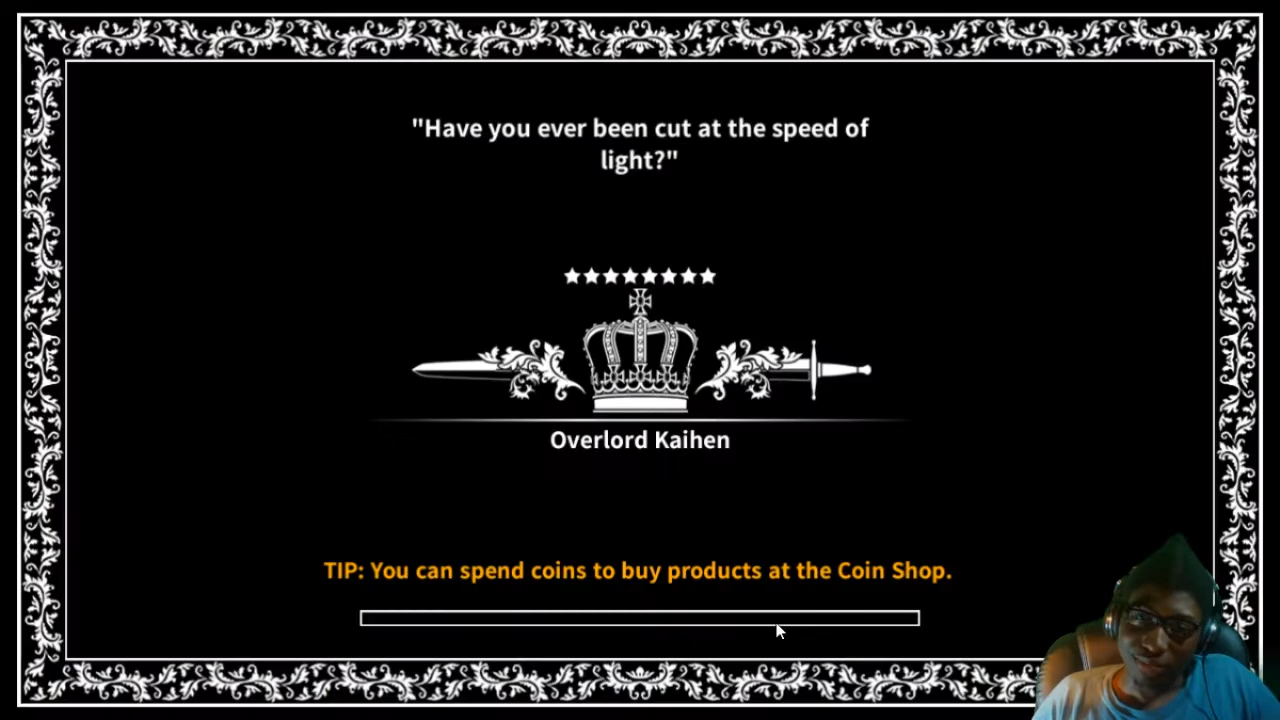 "Have you ever been cut at the speed of
light?"
Overlord Kaihen
TIP: You can spend coins to buy products at the Coin Shop.